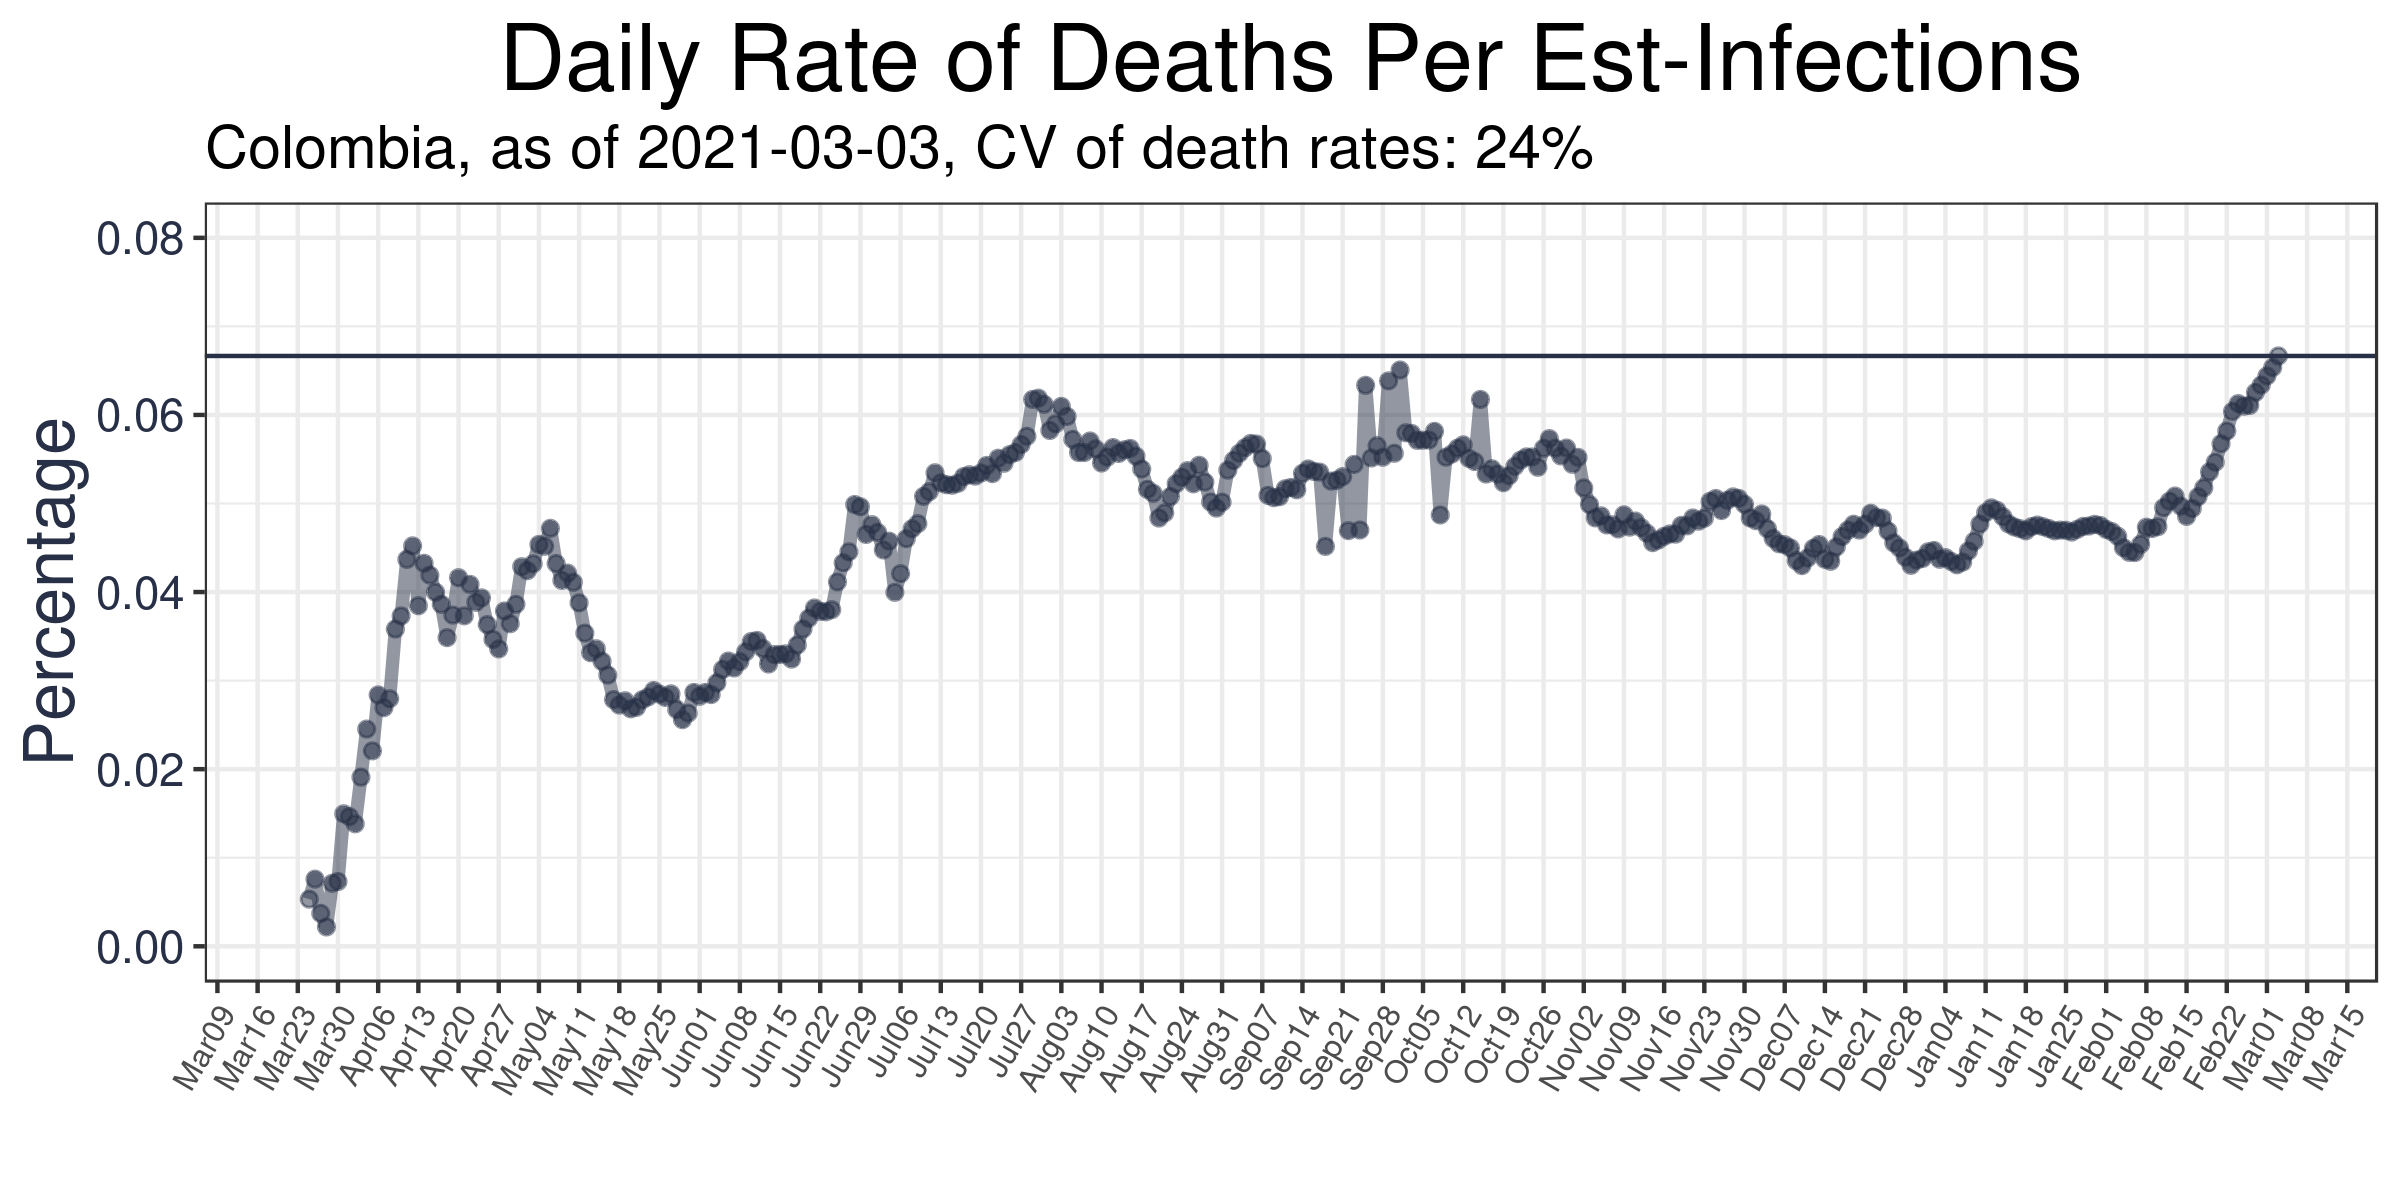 Daily Rate of Deaths Per Est-Infections
Colombia, as of 2021-03-03, CV of death rates: 24%
Percentage
0.08
0.06
0.04
0.02
0.00
Mar09
Mar16
Mar23
Mar30
Apr06
Apr13
Apr20
Apr27
May04
May11
May18
May25
Jun01
Jun08
Jun15
Jun22
Jun29
Jul06
Jul13
Jul20
Jul27
Aug03
Aug10
Aug17
Aug24
Aug31
Sep07
Sep14
Sep21
Sep28
Oct05
Oct12
Oct19
Oct26
Nov02
Nov09
Nov16
Nov23
Nov30
Dec07
Dec14
Dec21
Dec28
Jan04
Jan11
Jan18
Jan25
Feb01
Feb08
Feb15
Feb22
Mar01
Mar08
Mar15